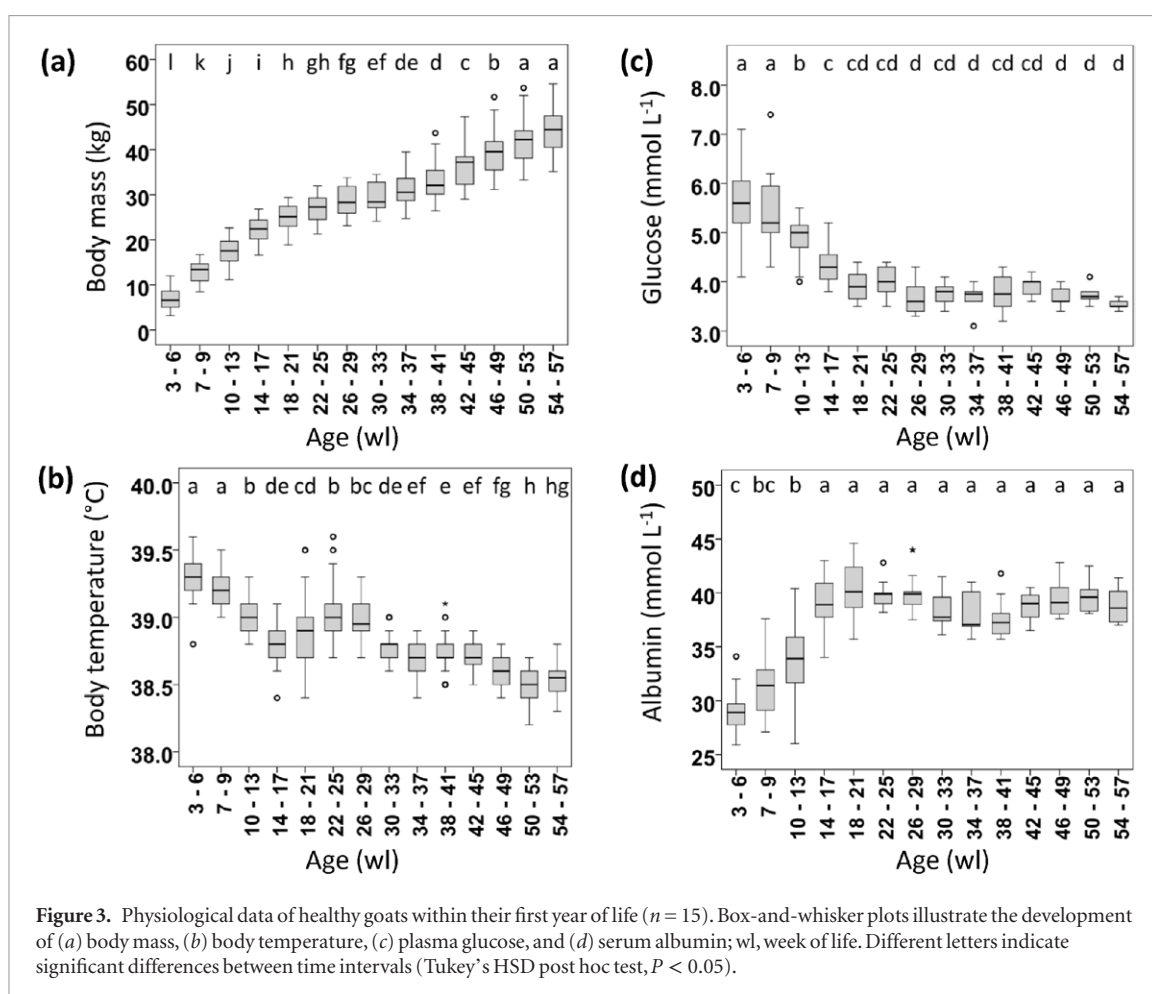 (a)
l k j i h gh fg ef de d c b a a
60
50
40
30
20
10
0
Body mass (kg)
3 - 6
7 - 9
10 - 13
14 - 17
18 - 21
22 - 25
26 - 29
30 - 33
34 - 37
38 - 41
42 - 45
46 - 49
50 - 53
54 - 57
Age (wl)
(c)
a a b c cd cd d cd d cd cd d d d
8.0
7.0
6.0
5.0
4.0
3.0
Glucose (mmol L⁻¹)
3 - 6
7 - 9
10 - 13
14 - 17
18 - 21
22 - 25
26 - 29
30 - 33
34 - 37
38 - 41
42 - 45
46 - 49
50 - 53
54 - 57
Age (wl)
(b)
a a b de cd b bc de ef e ef fg h hg
40.0
39.5
39.0
38.5
38.0
Body temperature (°C)
3 - 6
7 - 9
10 - 13
14 - 17
18 - 21
22 - 25
26 - 29
30 - 33
34 - 37
38 - 41
42 - 45
46 - 49
50 - 53
54 - 57
Age (wl)
(d)
c bc b a a a a a a a a a a a
50
45
40
35
30
25
Albumin (mmol L⁻¹)
3 - 6
7 - 9
10 - 13
14 - 17
18 - 21
22 - 25
26 - 29
30 - 33
34 - 37
38 - 41
42 - 45
46 - 49
50 - 53
54 - 57
Age (wl)
Figure 3. Physiological data of healthy goats within their first year of life (n = 15). Box-and-whisker plots illustrate the development
of (a) body mass, (b) body temperature, (c) plasma glucose, and (d) serum albumin; wl, week of life. Different letters indicate
significant differences between time intervals (Tukey's HSD post hoc test, P < 0.05).